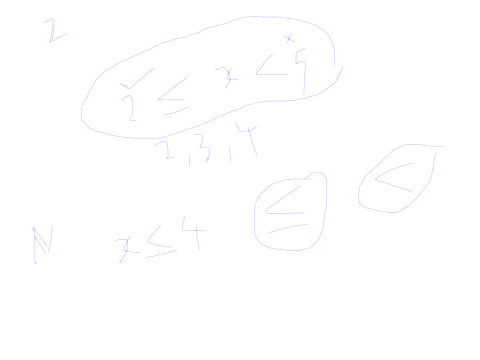 Z
✓ ×
2 ≤ x < 5
2, 3, 4
≤ <
N x ≤ 4